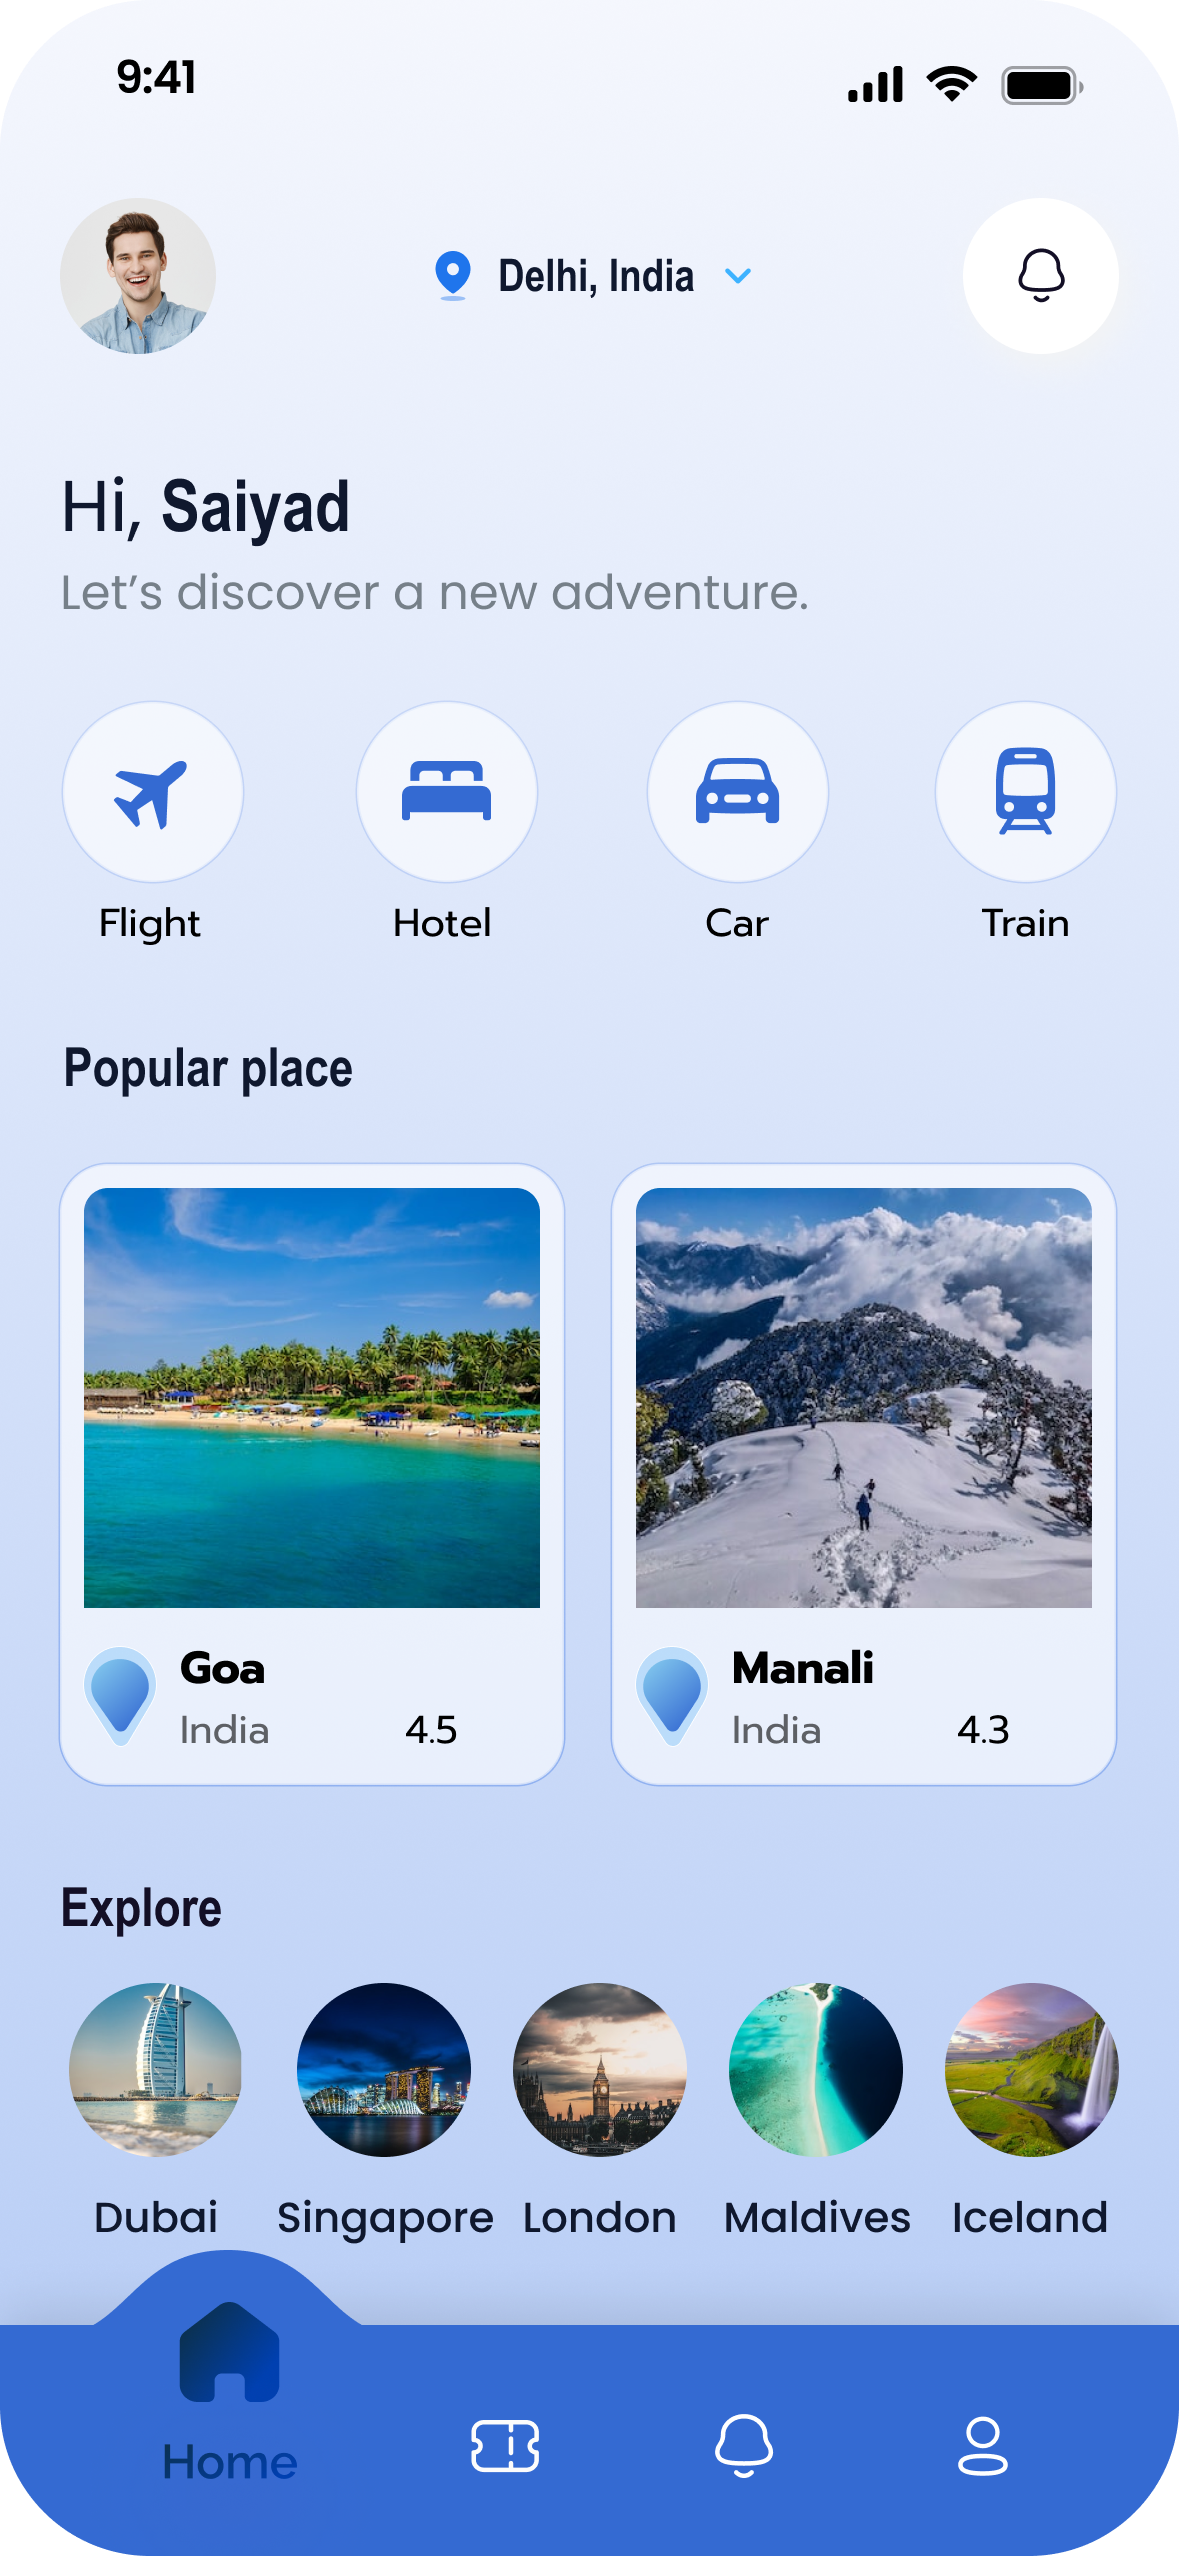 9:41
Delhi, India
Hi, Saiyad
Let’s discover a new adventure.
Flight Hotel Car Train
Popular place
Goa
India 4.5
Manali
India 4.3
Explore
Dubai Singapore London Maldives Iceland
Home